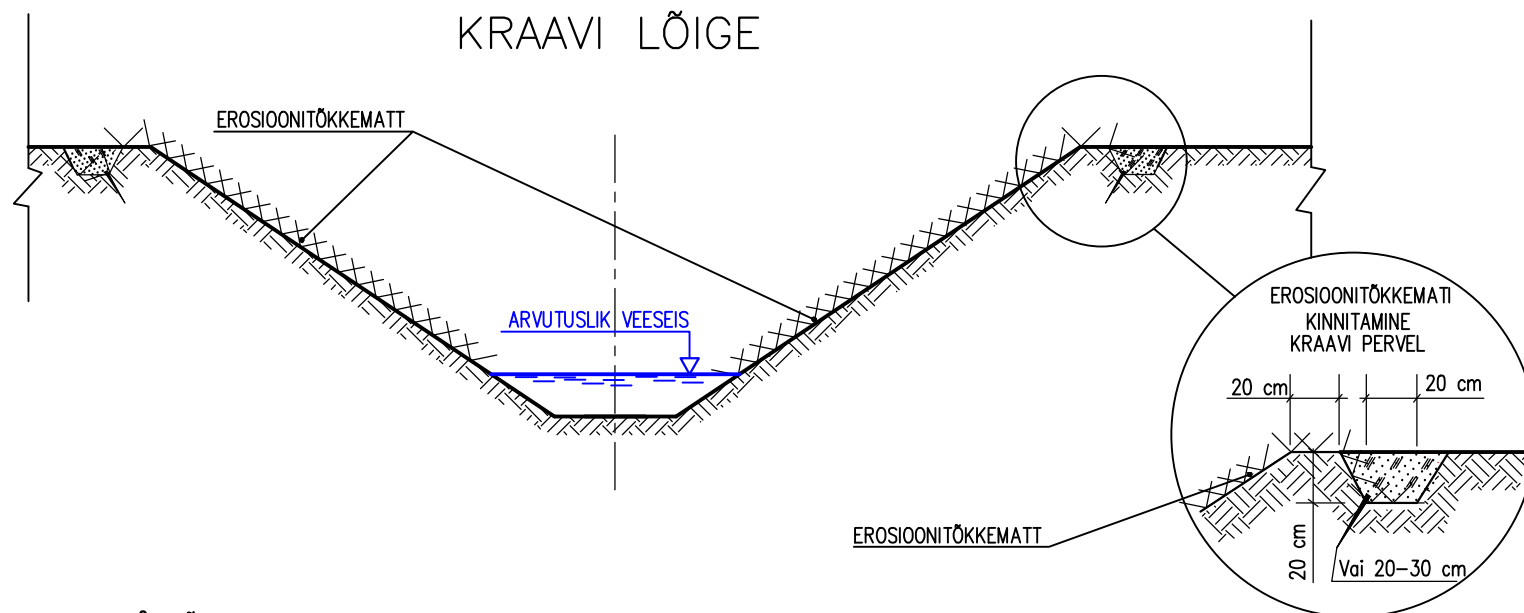 KRAAVI LÕIGE
EROSIOONITÕKKEMATT
ARVUTUSLIK VEESEIS
EROSIOONITÕKKEMATI
KINNITAMINE
KRAAVI PERVEL
20 cm
20 cm
EROSIOONITÕKKEMATT
20 cm
Vai 20-30 cm